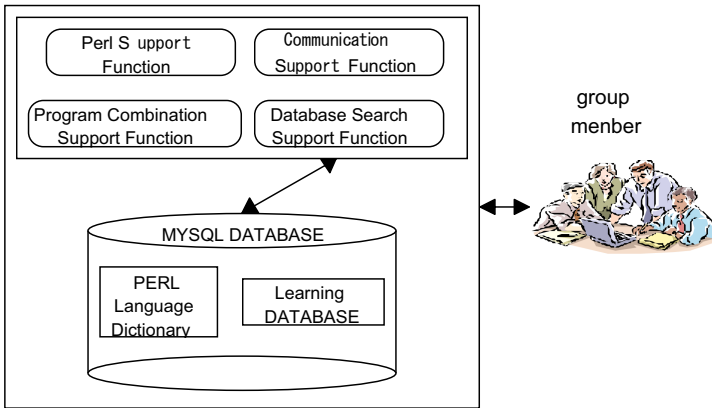 Perl S upport
Function
Communication
Support Function
Program Combination
Support Function
Database Search
Support Function
group
menber
MYSQL DATABASE
PERL
Language
Dictionary
Learning
DATABASE